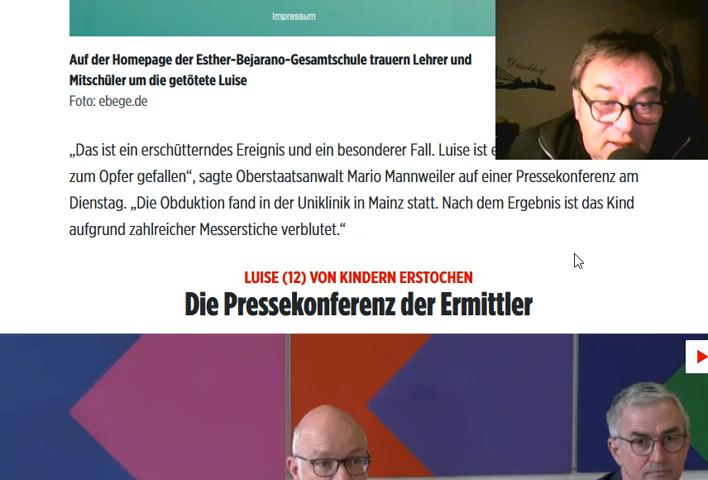 Impressum
Düsseldorf
Auf der Homepage der Esther-Bejarano-Gesamtschule trauern Lehrer und
Mitschüler um die getötete Luise
Foto: ebege.de
„Das ist ein erschütterndes Ereignis und ein besonderer Fall. Luise ist
zum Opfer gefallen“, sagte Oberstaatsanwalt Mario Mannweiler auf einer Pressekonferenz am
Dienstag. „Die Obduktion fand in der Uniklinik in Mainz statt. Nach dem Ergebnis ist das Kind
aufgrund zahlreicher Messerstiche verblutet.“
LUISE (12) VON KINDERN ERSTOCHEN
Die Pressekonferenz der Ermittler